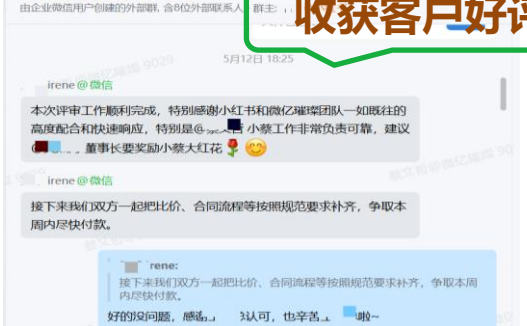 由企业微信用户创建的外部群, 含8位外部联系人 群主:
收获客户好评
5月12日 18:25
irene@微信
本次评审工作顺利完成，特别感谢小红书和微亿璀璨团队一如既往的
高度配合和快速响应，特别是@ 小蔡工作非常负责可靠，建议
董事长要奖励小蔡大红花🌹😊
irene@微信
接下来我们双方一起把比价、合同流程等按照规范要求补齐，争取本
周内尽快付款。
rene:
接下来我们双方一起把比价、合同流程等按照规范要求补齐，争取本周
内尽快付款。
好的没问题，感谢 认可，也辛苦 啦~